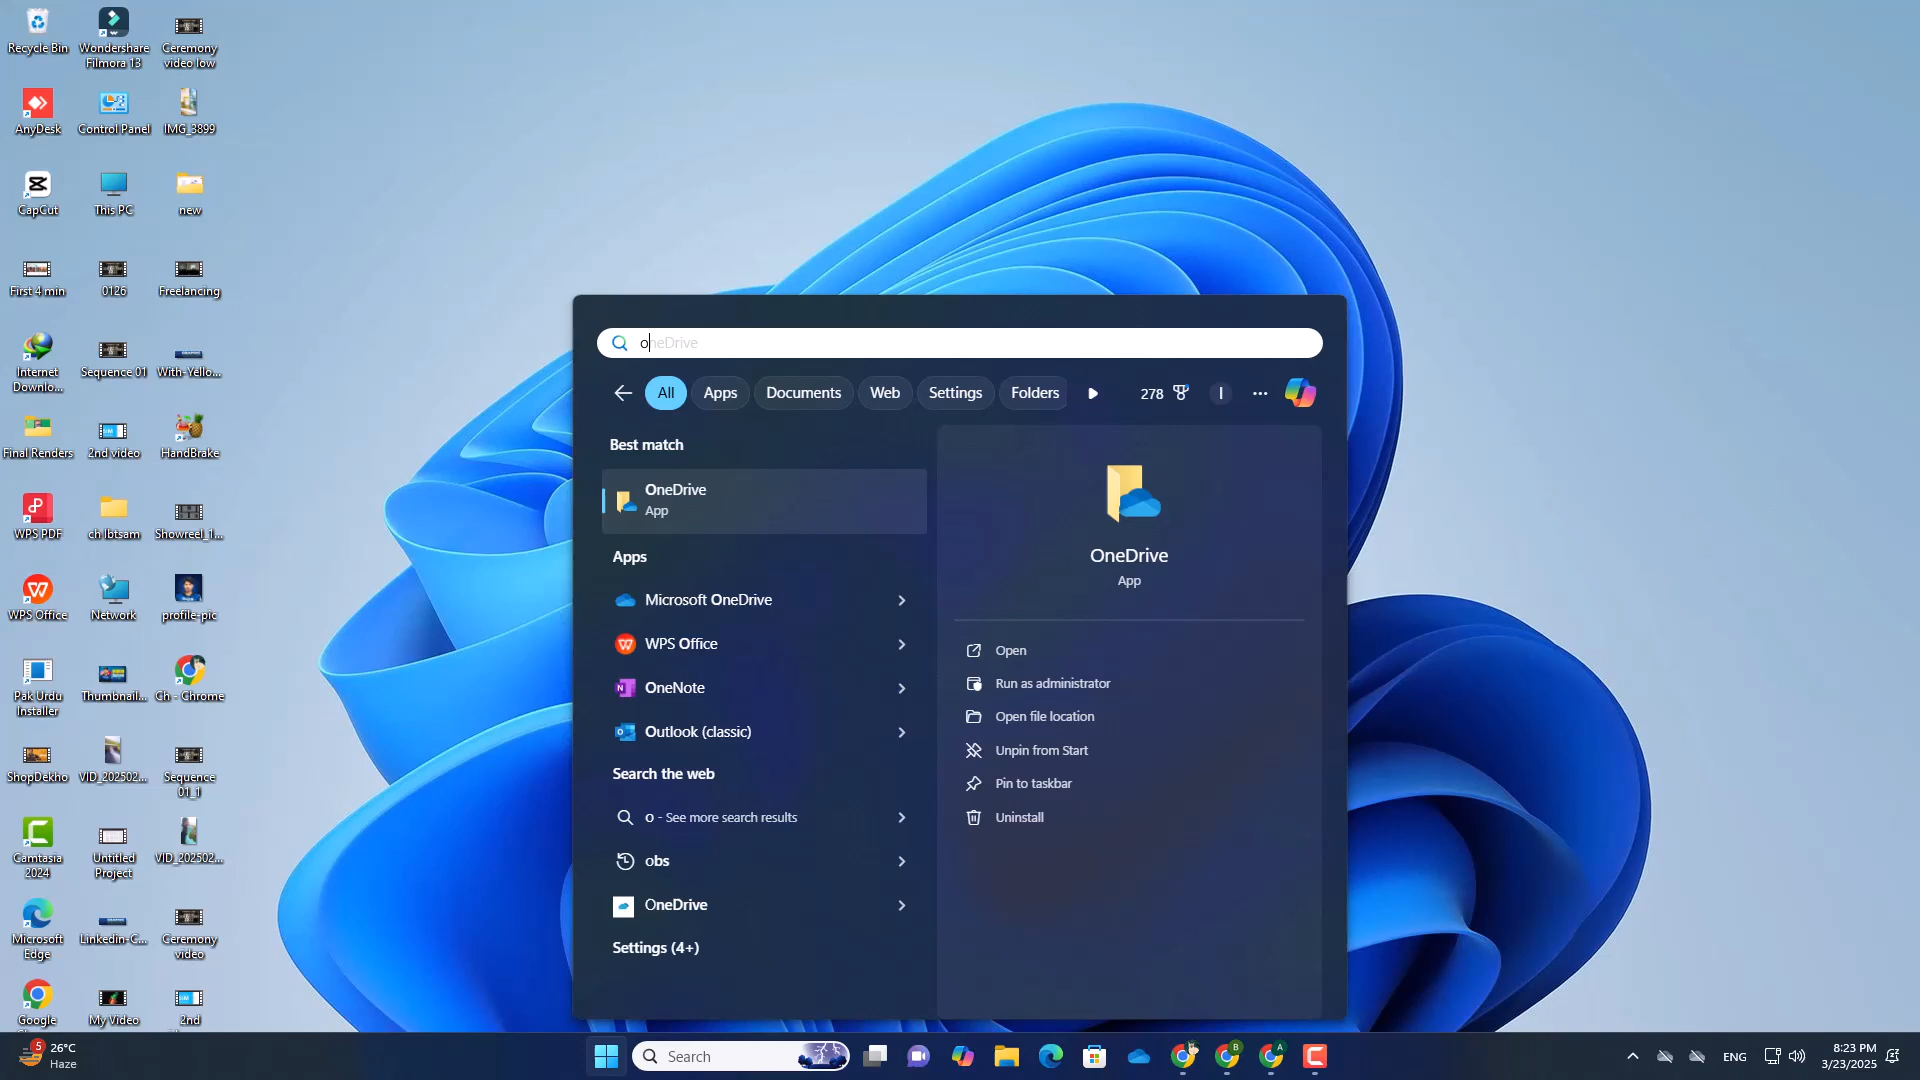 Recycle Bin
Wondershare
Filmora 13
Ceremony
video low
AnyDesk
Control Panel
IMG_3899
CapCut
This PC
new
First 4 min
0126
Freelancing
Internet
Downlo...
Sequence 01
With-Yello...
Final Renders
2nd video
HandBrake
WPS PDF
ch Ibtsam
Showreel_1...
WPS Office
Network
profile-pic
Pak Urdu
Installer
Thumbnail...
Ch - Chrome
ShopDekho
VID_202502...
Sequence
01_1
Camtasia
2024
Untitled
Project
VID_202502...
Microsoft
Edge
Linkedin-C...
Ceremony
video
Google
My Video
2nd
oneDrive
All
Apps
Documents
Web
Settings
Folders
278
I
Best match
OneDrive
App
Apps
Microsoft OneDrive
WPS Office
OneNote
Outlook (classic)
Search the web
o - See more search results
obs
OneDrive
Settings (4+)
OneDrive
App
Open
Run as administrator
Open file location
Unpin from Start
Pin to taskbar
Uninstall
5
26°C
Haze
Search
B
A
ENG
8:23 PM
3/23/2025